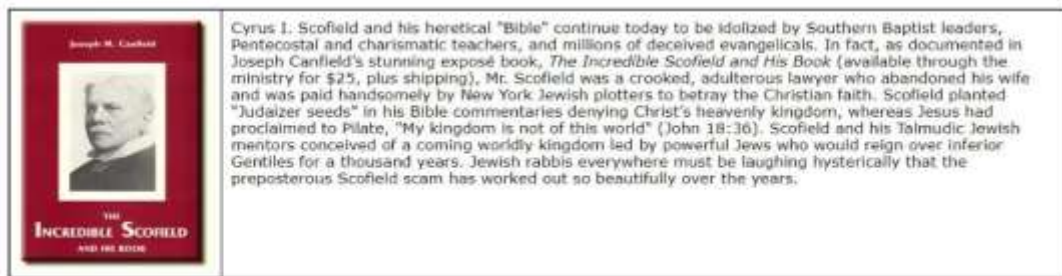 Joseph M. Canfield
THE
INCREDIBLE SCOFIELD
AND HIS BOOK
Cyrus I. Scofield and his heretical "Bible" continue today to be idolized by Southern Baptist leaders,
Pentecostal and charismatic teachers, and millions of deceived evangelicals. In fact, as documented in
Joseph Canfield's stunning exposé book, The Incredible Scofield and His Book (available through the
ministry for $25, plus shipping), Mr. Scofield was a crooked, adulterous lawyer who abandoned his wife
and was paid handsomely by New York Jewish plotters to betray the Christian faith. Scofield planted
"Judaizer seeds" in his Bible commentaries denying Christ's heavenly kingdom, whereas Jesus had
proclaimed to Pilate, "My kingdom is not of this world" (John 18:36). Scofield and his Talmudic Jewish
mentors conceived of a coming worldly kingdom led by powerful Jews who would reign over inferior
Gentiles for a thousand years. Jewish rabbis everywhere must be laughing hysterically that the
preposterous Scofield scam has worked out so beautifully over the years.